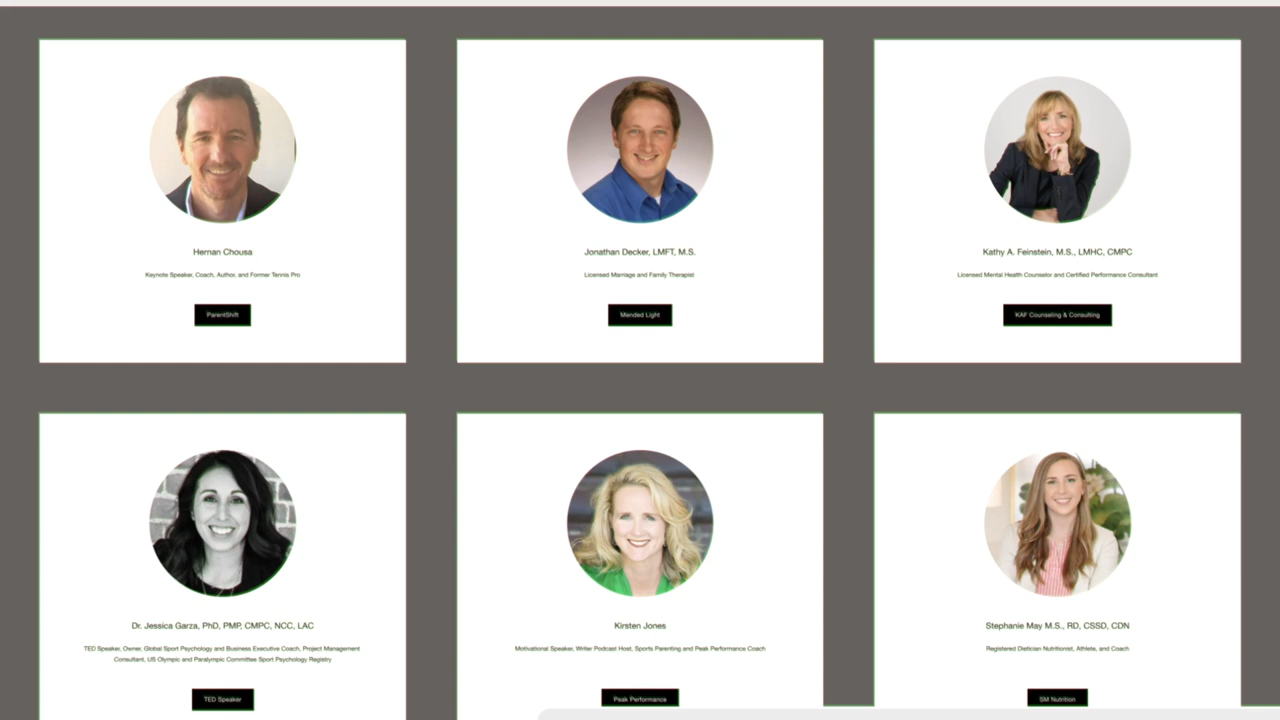 Hernan Chousa
Keynote Speaker, Coach, Author, and Former Tennis Pro
ParentShift
Jonathan Decker, LMFT, M.S.
Licensed Marriage and Family Therapist
Mended Light
Kathy A. Feinstein, M.S., LMHC, CMPC
Licensed Mental Health Counselor and Certified Performance Consultant
KAF Counseling & Consulting
Dr. Jessica Garza, PhD, PMP, CMPC, NCC, LAC
TED Speaker, Owner, Global Sport Psychology and Business Executive Coach, Project Management
Consultant, US Olympic and Paralympic Committee Sport Psychology Registry
TED Speaker
Kirsten Jones
Motivational Speaker, Writer Podcast Host, Sports Parenting and Peak Performance Coach
Peak Performance
Stephanie May M.S., RD, CSSD, CDN
Registered Dietician Nutritionist, Athlete, and Coach
SM Nutrition